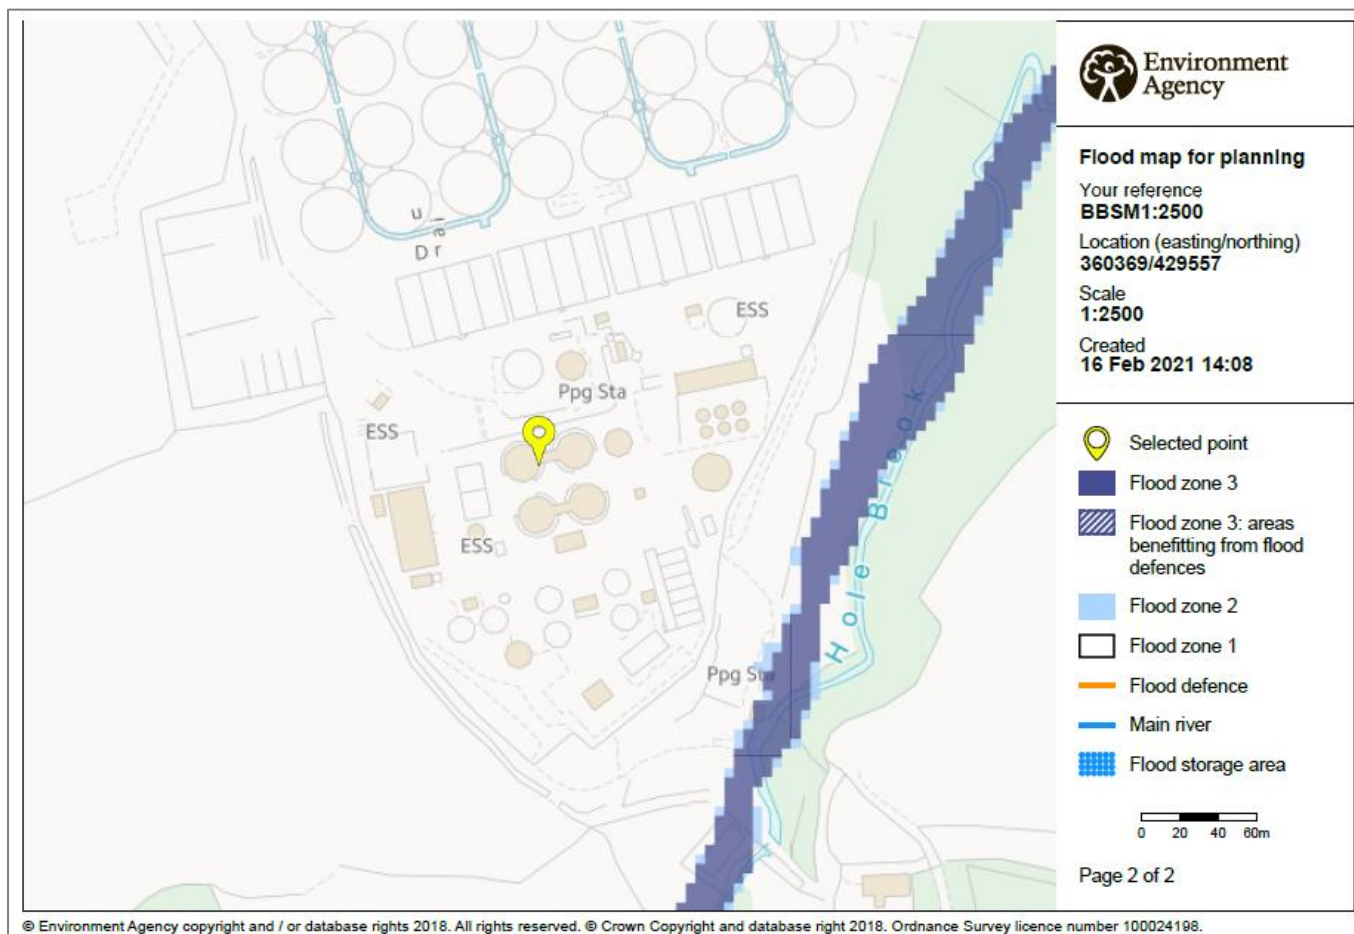 Drain
ESS
Ppg Sta
ESS
ESS
Ppg Sta
Hole Brook
Environment
Agency
Flood map for planning
Your reference
BBSM1:2500
Location (easting/northing)
360369/429557
Scale
1:2500
Created
16 Feb 2021 14:08
Selected point
Flood zone 3
Flood zone 3: areas
benefitting from flood
defences
Flood zone 2
Flood zone 1
Flood defence
Main river
Flood storage area
0 20 40 60m
Page 2 of 2
© Environment Agency copyright and / or database rights 2018. All rights reserved. © Crown Copyright and database right 2018. Ordnance Survey licence number 100024198.